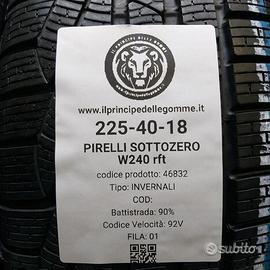 IL PRINCIPE DELLE GOMME
www.ilprincipedellegomme.it
225-40-18
PIRELLI SOTTOZERO
W240 rft
codice prodotto: 46832
Tipo: INVERNALI
COD:
Battistrada: 90%
Codice Velocità: 92V
FILA: 01
subito